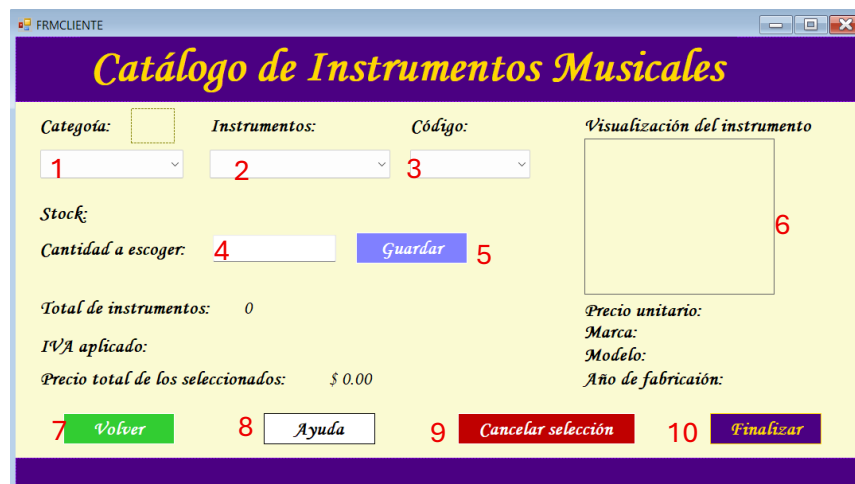 FRMCLIENTE
Catálogo de Instrumentos Musicales
Categoía: Instrumentos: Código: Visualización del instrumento
1 2 3
6
Stock:
Cantidad a escoger: 4 Guardar 5
Total de instrumentos: 0
Precio unitario:
Marca:
IVA aplicado:
Modelo:
Precio total de los seleccionados: $ 0.00
Año de fabricaión:
7 Volver 8 Ayuda 9 Cancelar selección 10 Finalizar